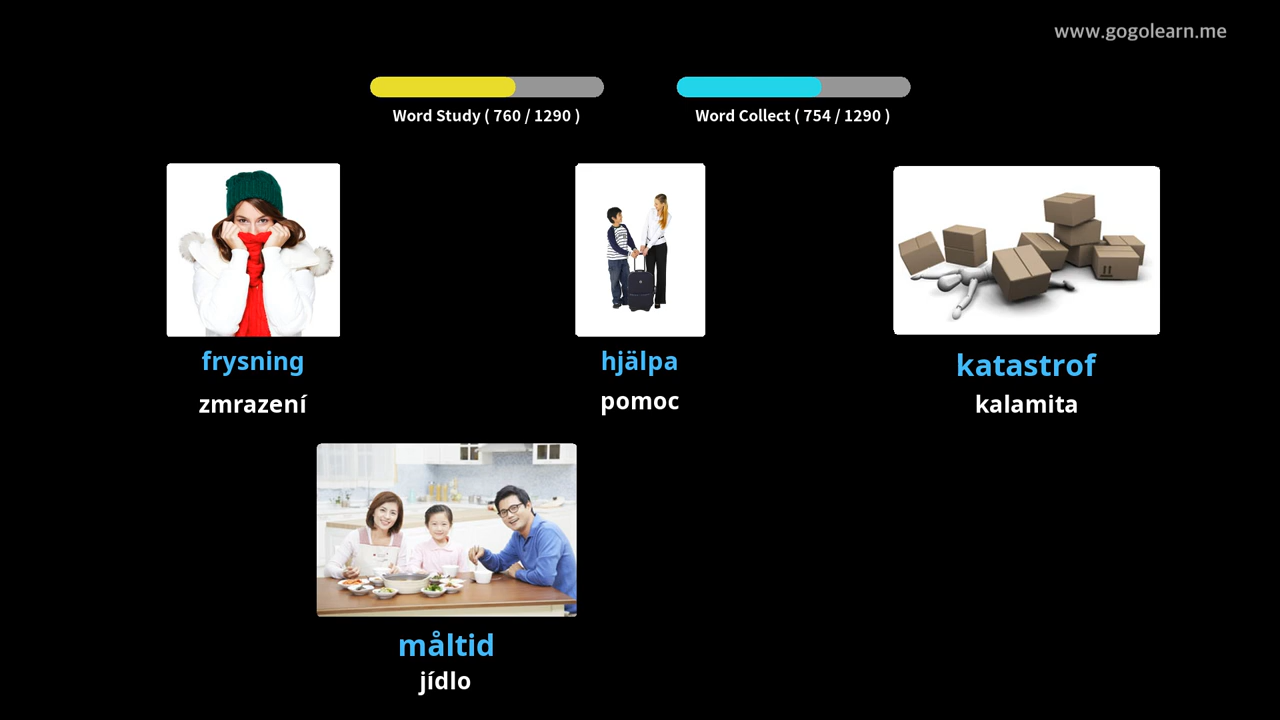 www.gogolearn.me
Word Study ( 760 / 1290 )
Word Collect ( 754 / 1290 )
frysning
hjälpa
katastrof
zmrazení
pomoc
kalamita
måltid
jídlo